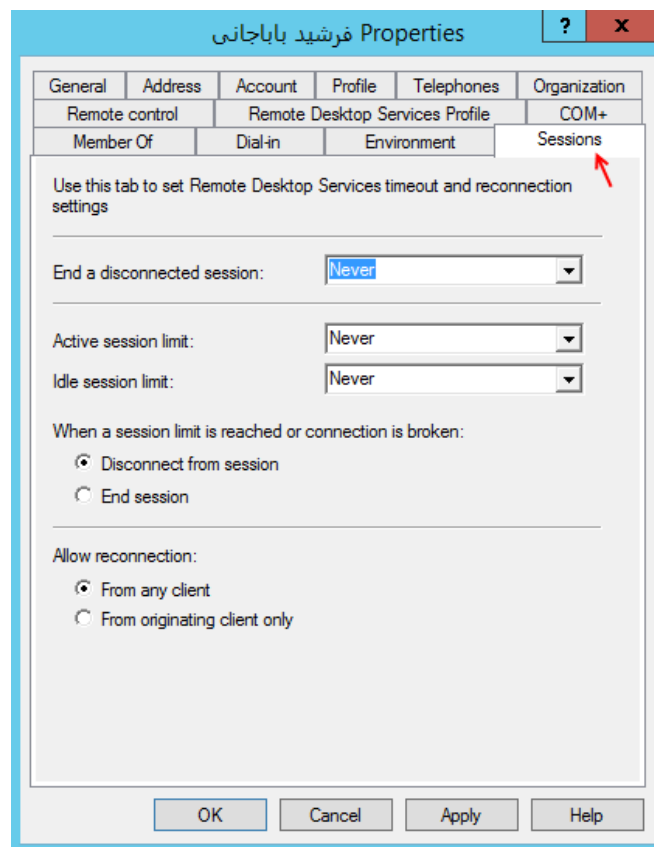 فرشید باباجانی Properties
? x
General Address Account Profile Telephones Organization
Remote control Remote Desktop Services Profile COM+
Member Of Dial-in Environment Sessions
Use this tab to set Remote Desktop Services timeout and reconnection
settings
End a disconnected session: Never
Active session limit: Never
Idle session limit: Never
When a session limit is reached or connection is broken:
Disconnect from session
End session
Allow reconnection:
From any client
From originating client only
OK Cancel Apply Help